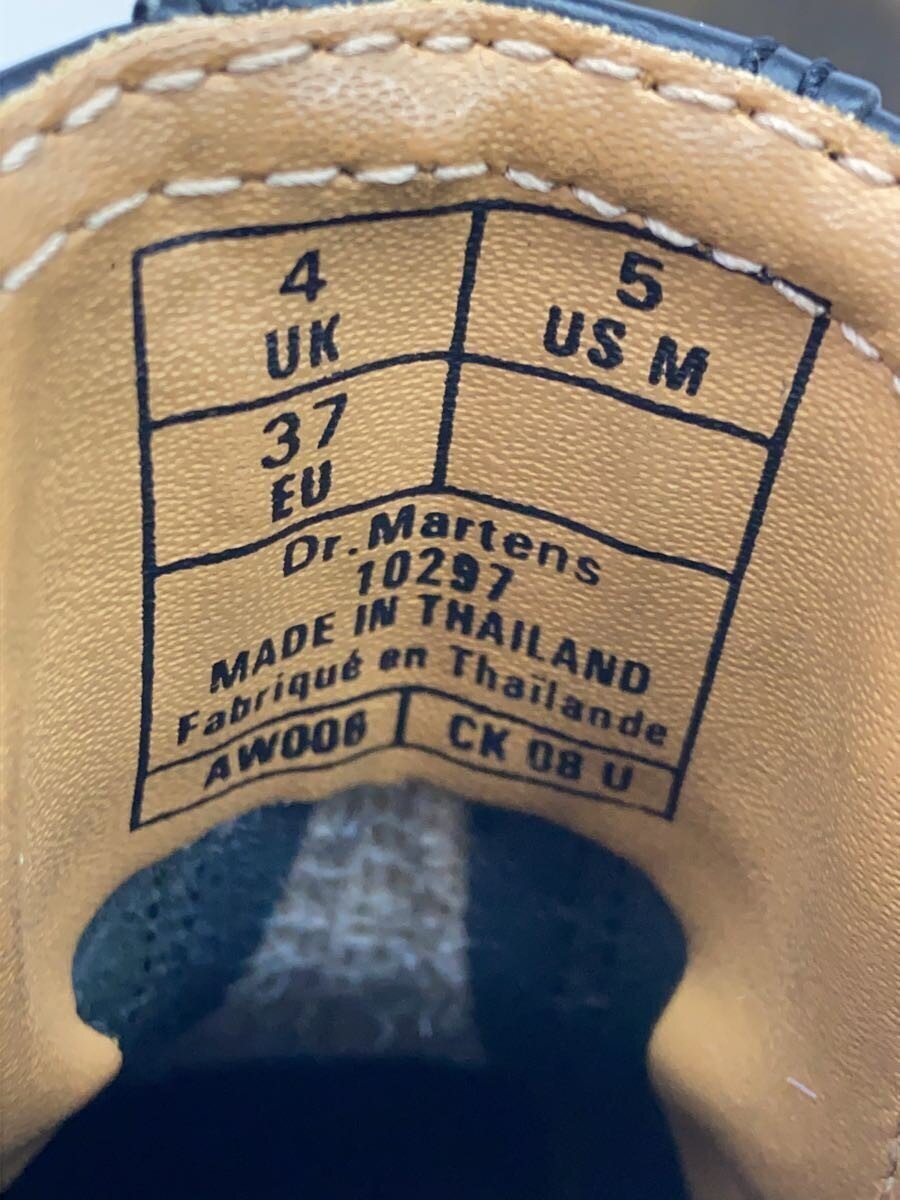 4
UK
5
US M
37
EU
Dr.Martens
10297
MADE IN THAILAND
Fabriqué en Thaïlande
AW006
CK 08 U